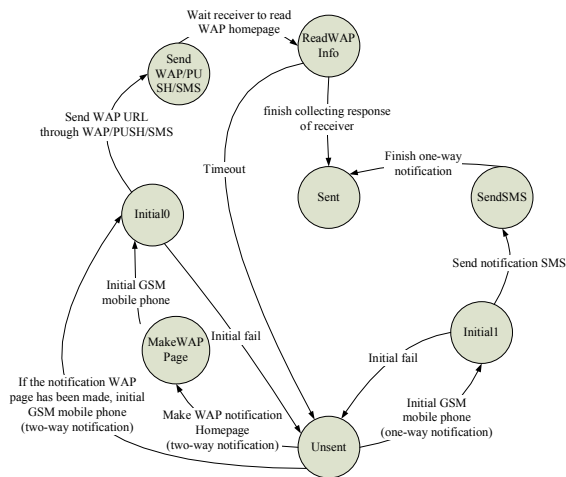 Wait receiver to read
WAP homepage
ReadWAP
Info
Send
WAP/PU
SH/SMS
Send WAP URL
through WAP/PUSH/SMS
finish collecting response
of receiver
Timeout
Finish one-way
notification
Sent
SendSMS
Initial0
Send notification SMS
Initial GSM
mobile phone
Initial1
Initial fail
MakeWAP
Page
Initial fail
If the notification WAP
page has been made, initial
GSM mobile phone
(two-way notification)
Make WAP notification
Homepage
(two-way notification)
Initial GSM
mobile phone
(one-way notification)
Unsent